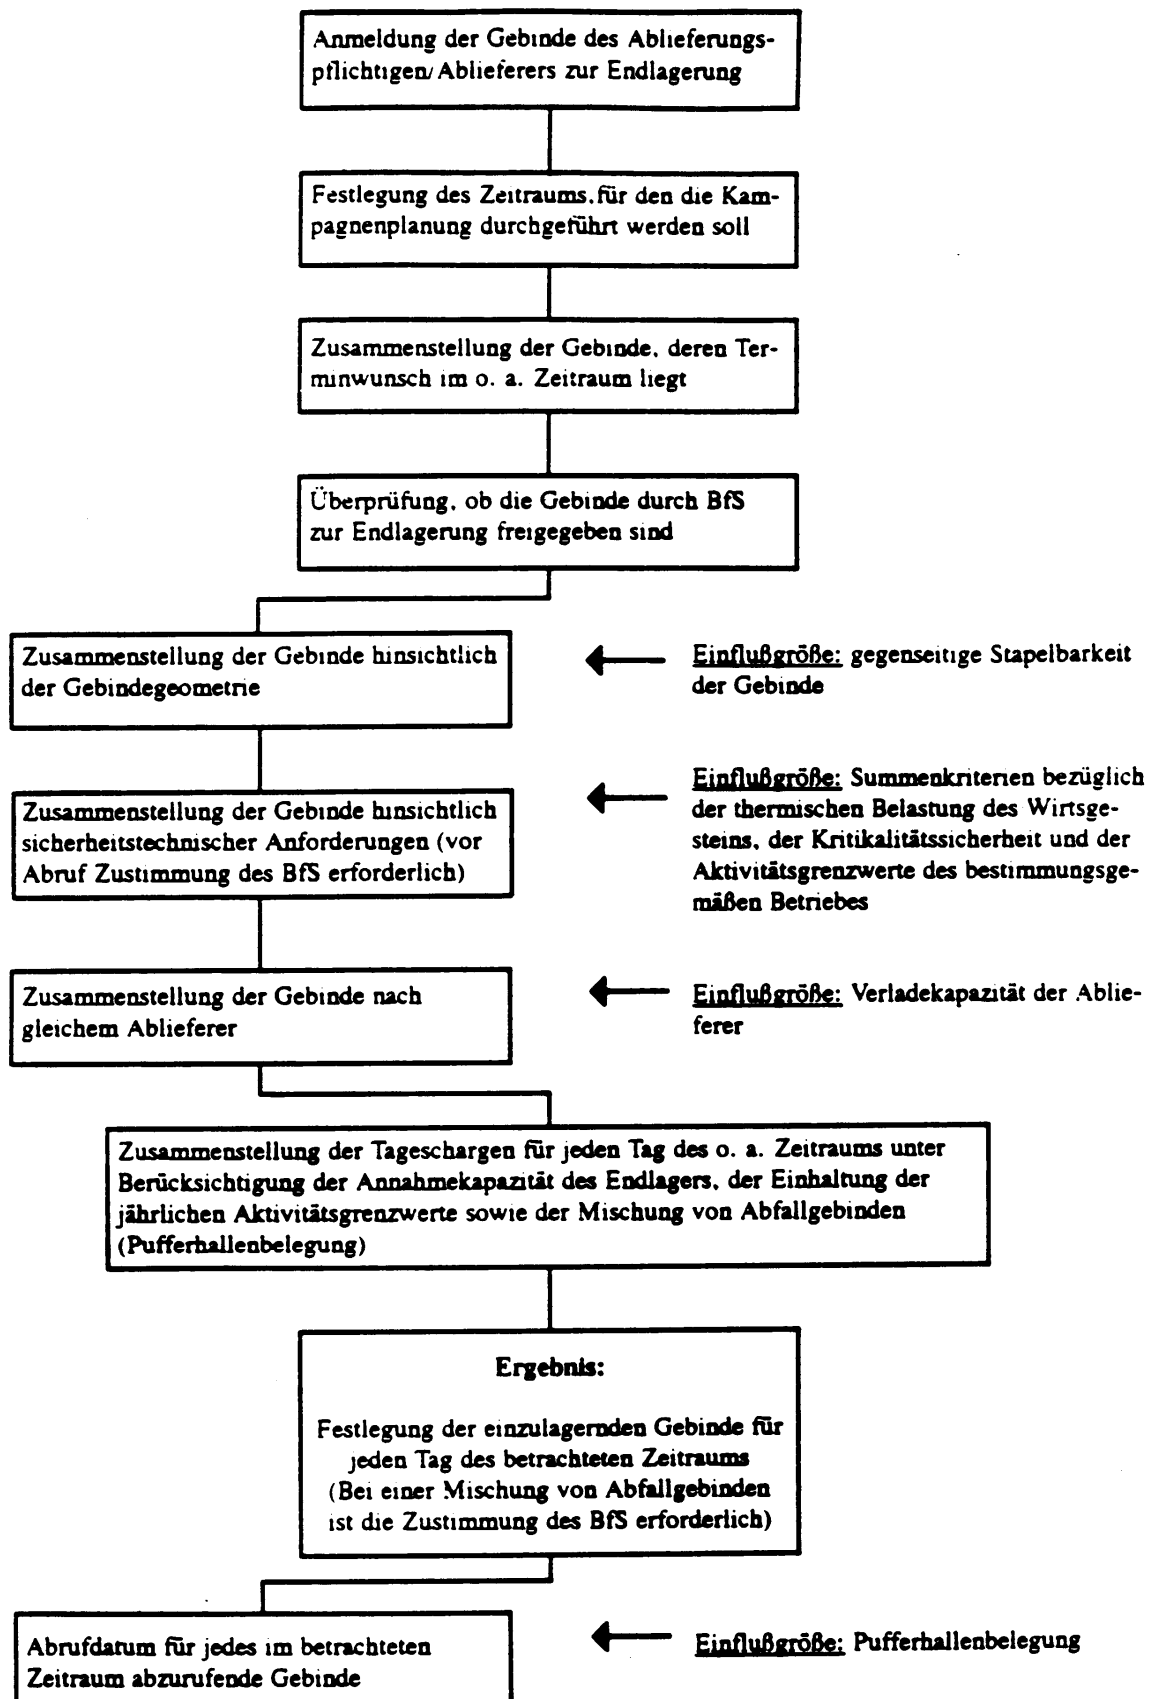 Anmeldung der Gebinde des Ablieferungs-
pflichtigen/Ablieferers zur Endlagerung
Festlegung des Zeitraums, für den die Kam-
pagnenplanung durchgeführt werden soll
Zusammenstellung der Gebinde, deren Ter-
minwunsch im o. a. Zeitraum liegt
Überprüfung, ob die Gebinde durch BfS
zur Endlagerung freigegeben sind
Zusammenstellung der Gebinde hinsichtlich
der Gebindegeometrie
Einflußgröße: gegenseitige Stapelbarkeit
der Gebinde
Zusammenstellung der Gebinde hinsichtlich
sicherheitstechnischer Anforderungen (vor
Abruf Zustimmung des BfS erforderlich)
Einflußgröße: Summenkriterien bezüglich
der thermischen Belastung des Wirtsge-
steins, der Kritikalitätssicherheit und der
Aktivitätsgrenzwerte des bestimmungsge-
mäßen Betriebes
Zusammenstellung der Gebinde nach
gleichem Ablieferer
Einflußgröße: Verladekapazität der Ablie-
ferer
Zusammenstellung der Tageschargen für jeden Tag des o. a. Zeitraums unter
Berücksichtigung der Annahmekapazität des Endlagers, der Einhaltung der
jährlichen Aktivitätsgrenzwerte sowie der Mischung von Abfallgebinden
(Pufferhallenbelegung)
Ergebnis:
Festlegung der einzulagernden Gebinde für
jeden Tag des betrachteten Zeitraums
(Bei einer Mischung von Abfallgebinden
ist die Zustimmung des BfS erforderlich)
Abrufdatum für jedes im betrachteten
Zeitraum abzurufende Gebinde
Einflußgröße: Pufferhallenbelegung